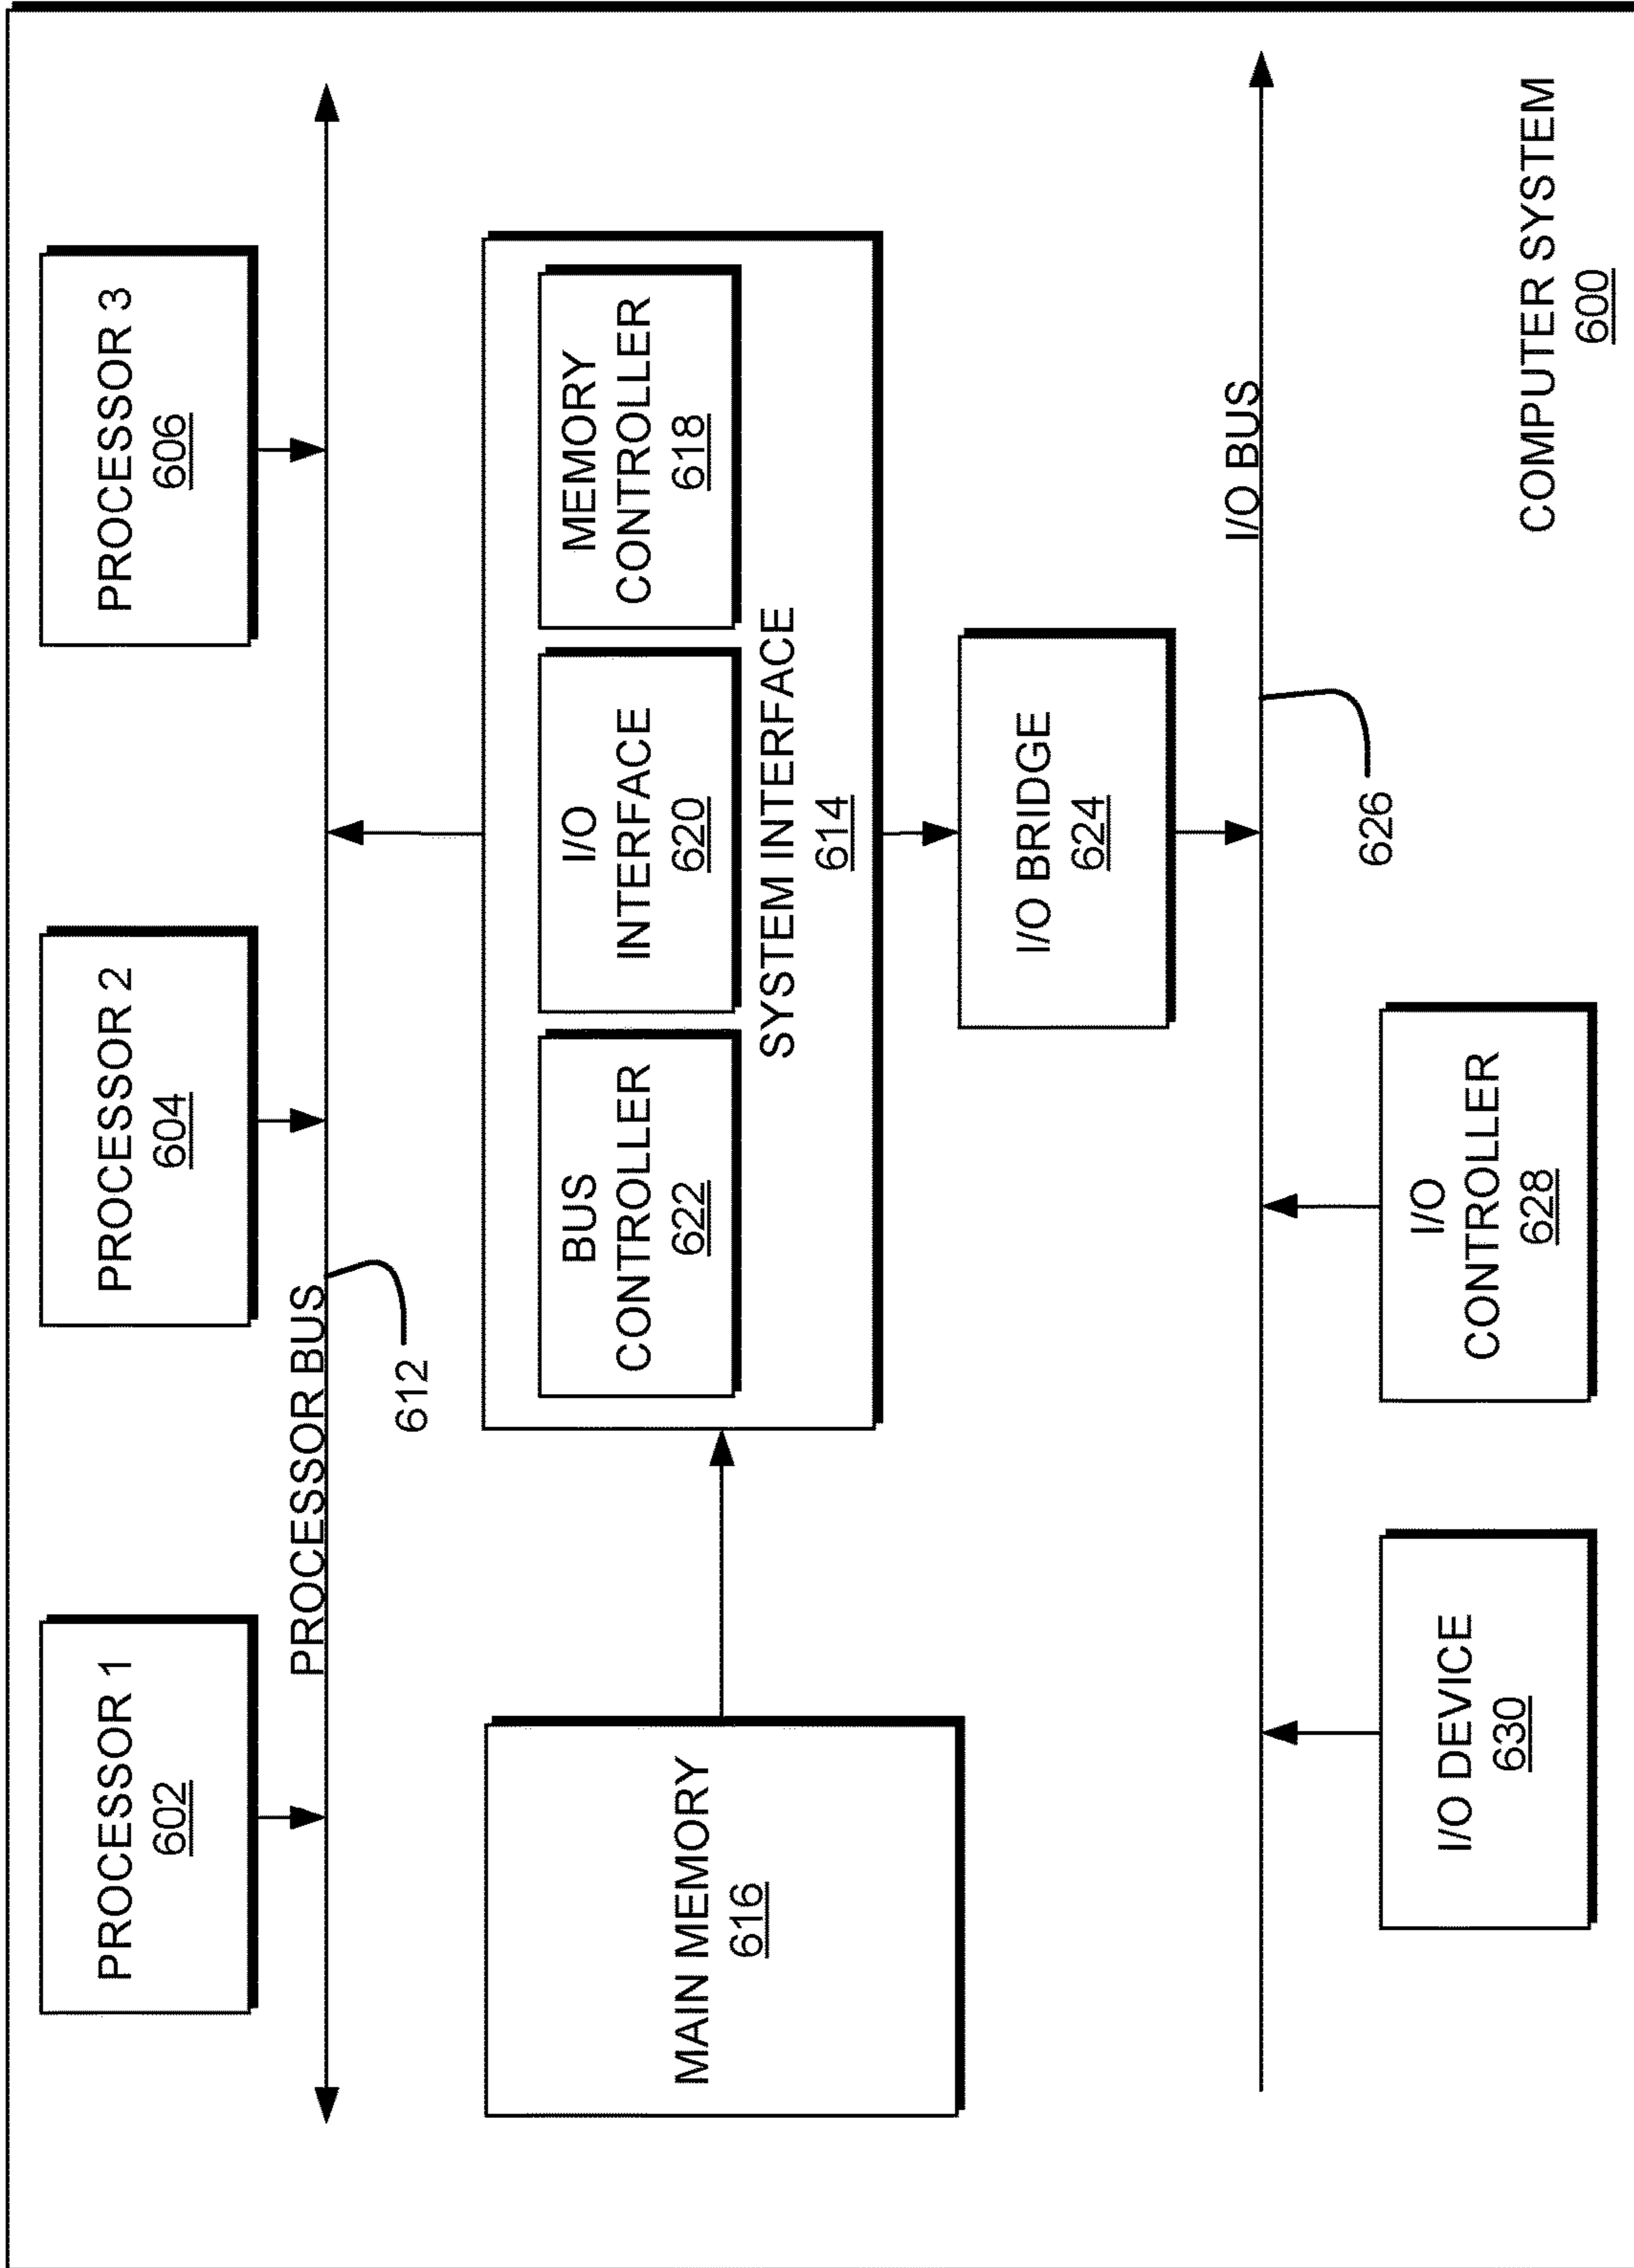 PROCESSOR 1
602
PROCESSOR 2
604
PROCESSOR 3
606
PROCESSOR BUS
612
MAIN MEMORY
616
BUS
CONTROLLER
622
I/O
INTERFACE
620
MEMORY
CONTROLLER
618
SYSTEM INTERFACE
614
I/O BRIDGE
624
I/O BUS
626
I/O DEVICE
630
I/O
CONTROLLER
628
COMPUTER SYSTEM
600